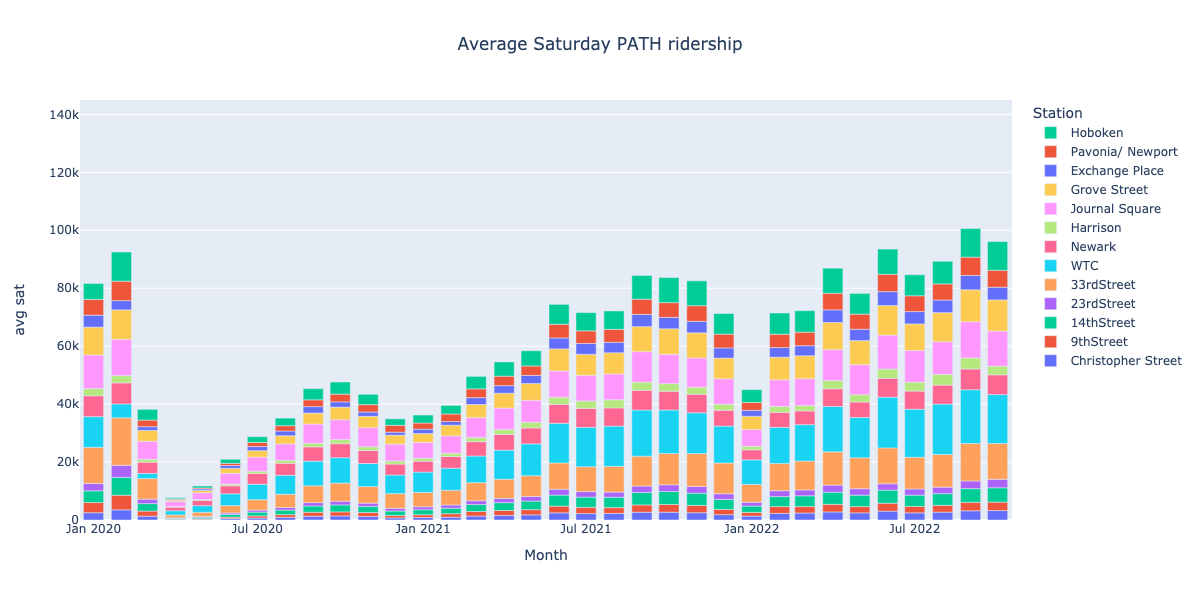 Average Saturday PATH ridership
140k
120k
100k
80k
60k
40k
20k
0
avg sat
Jan 2020
Jul 2020
Jan 2021
Jul 2021
Jan 2022
Jul 2022
Month
Station
Hoboken
Pavonia/ Newport
Exchange Place
Grove Street
Journal Square
Harrison
Newark
WTC
33rdStreet
23rdStreet
14thStreet
9thStreet
Christopher Street